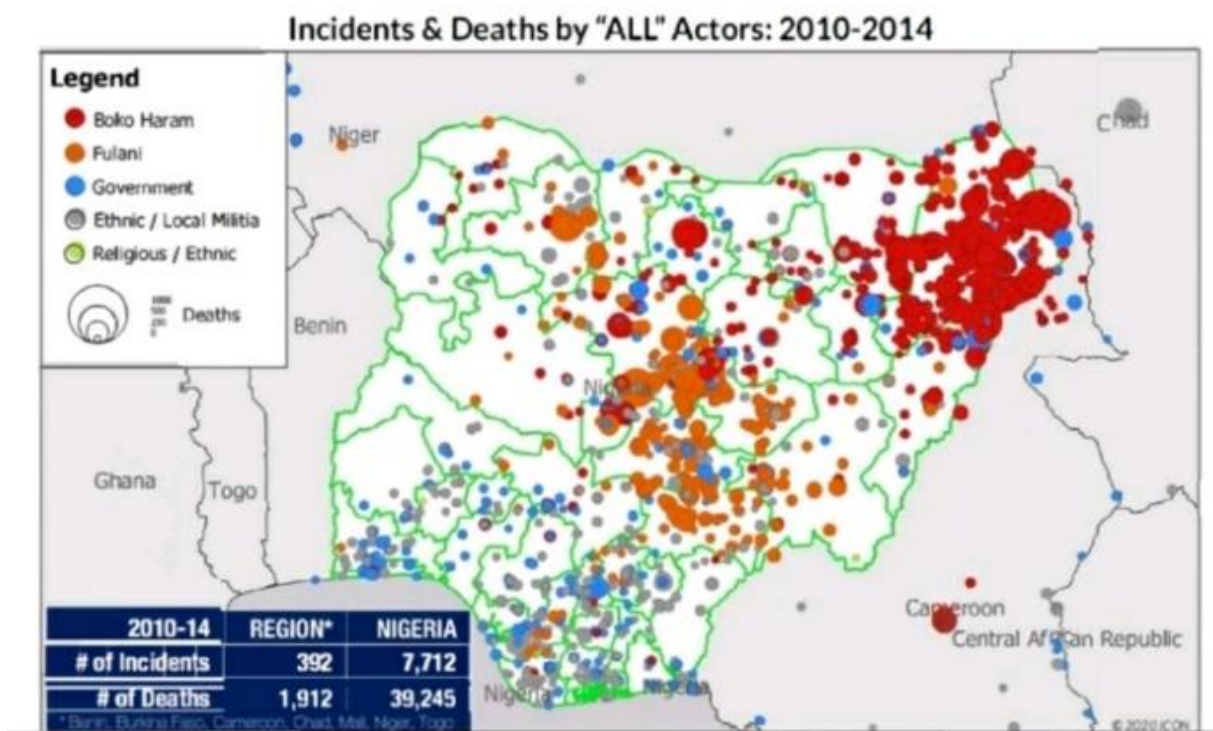 Incidents & Deaths by “ALL” Actors: 2010-2014
Legend
Boko Haram
Fulani
Government
Ethnic / Local Militia
Religious / Ethnic
Deaths
Niger
Chad
Benin
Ghana
Togo
Cameroon
Central African Republic
Nigeria
2010-14 REGION* NIGERIA
# of Incidents 392 7,712
# of Deaths 1,912 39,245
* Benin, Burkina Faso, Cameroon, Chad, Mali, Niger, Togo
© 2020 ICON